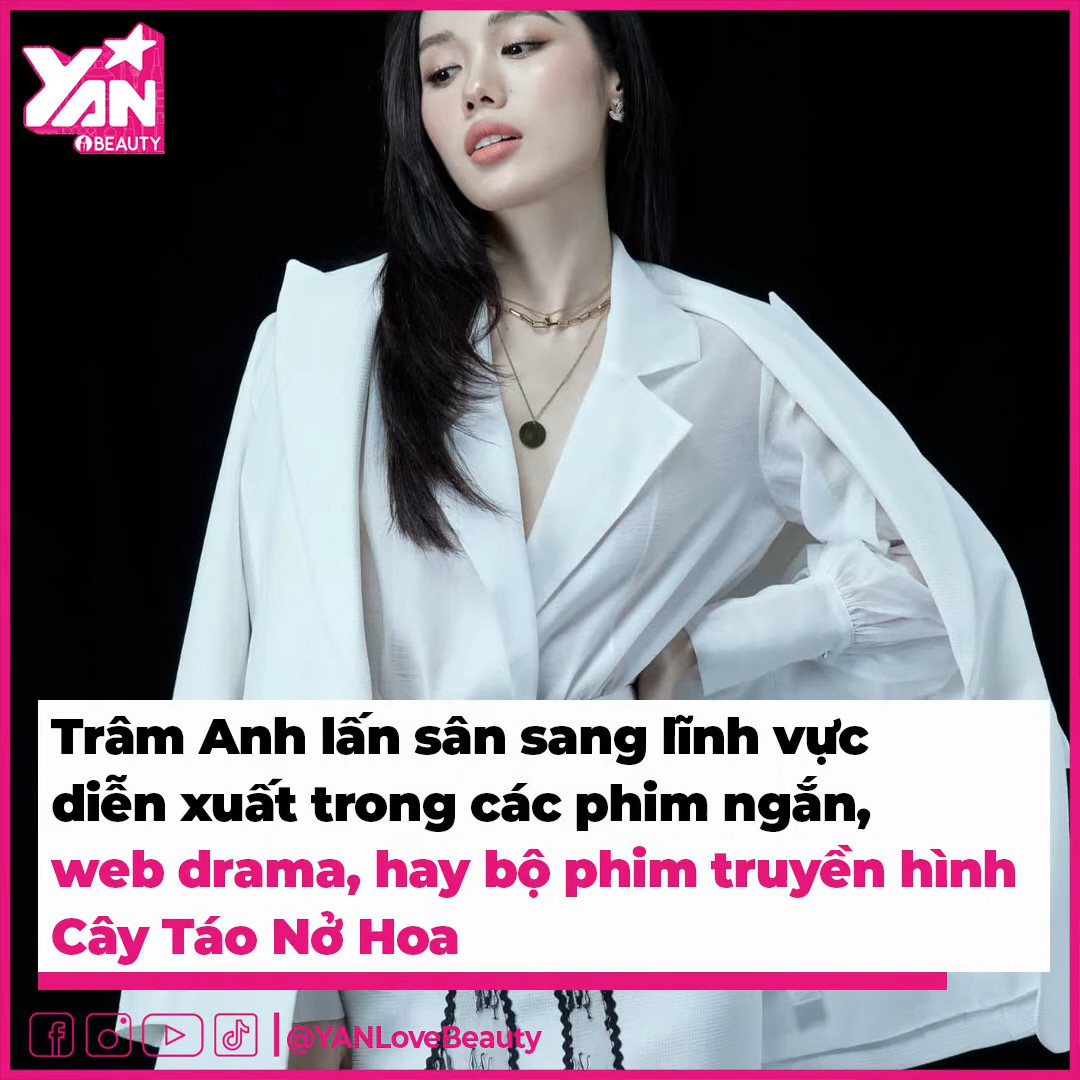 YAN
BEAUTY
Trâm Anh lấn sân sang lĩnh vực
diễn xuất trong các phim ngắn,
web drama, hay bộ phim truyền hình
Cây Táo Nở Hoa
@YANLoveBeauty